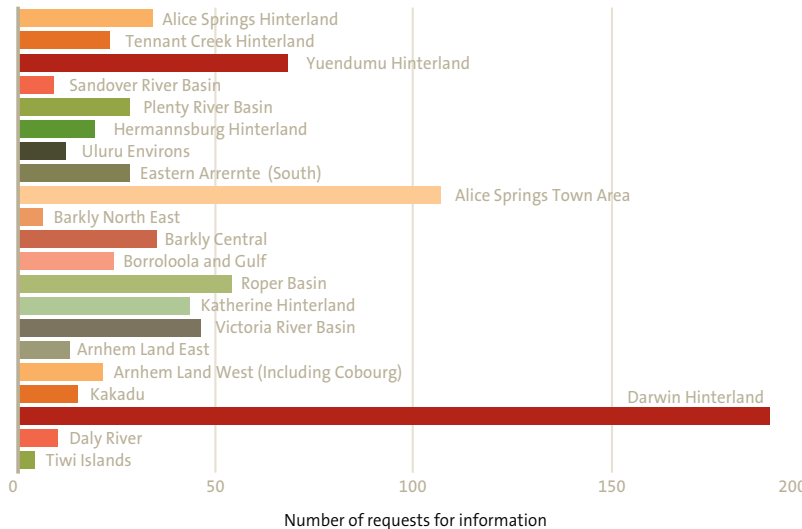 Alice Springs Hinterland
Tennant Creek Hinterland
Yuendumu Hinterland
Sandover River Basin
Plenty River Basin
Hermannsburg Hinterland
Uluru Environs
Eastern Arrernte (South)
Alice Springs Town Area
Barkly North East
Barkly Central
Borroloola and Gulf
Roper Basin
Katherine Hinterland
Victoria River Basin
Arnhem Land East
Arnhem Land West (Including Cobourg)
Kakadu
Darwin Hinterland
Daly River
Tiwi Islands
0 50 100 150 200
Number of requests for information